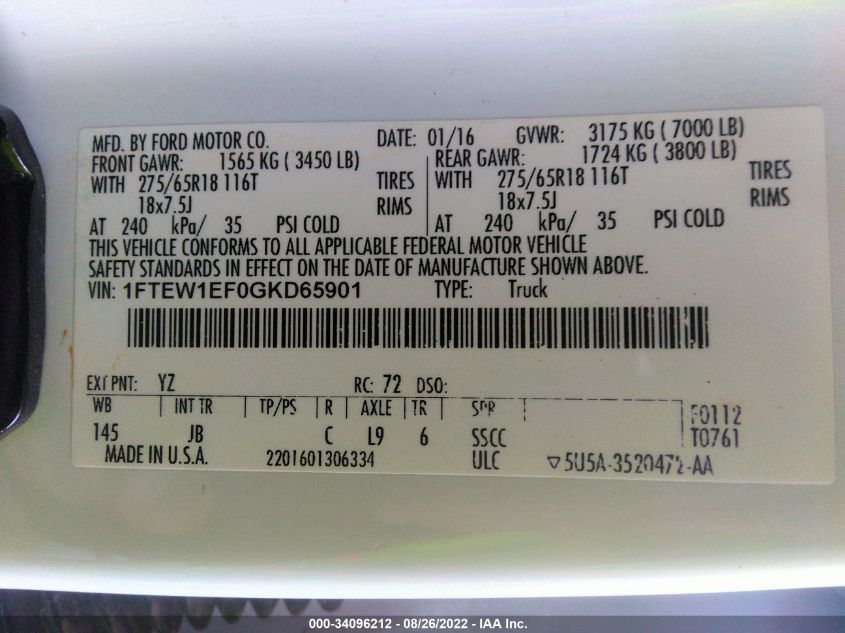 MFD. BY FORD MOTOR CO. DATE: 01/16 GVWR: 3175 KG ( 7000 LB)
FRONT GAWR: 1565 KG ( 3450 LB) REAR GAWR: 1724 KG ( 3800 LB)
WITH 275/65R18 116T TIRES WITH 275/65R18 116T TIRES
18x7.5J RIMS 18x7.5J RIMS
AT 240 kPa/ 35 PSI COLD AT 240 kPa/ 35 PSI COLD
THIS VEHICLE CONFORMS TO ALL APPLICABLE FEDERAL MOTOR VEHICLE
SAFETY STANDARDS IN EFFECT ON THE DATE OF MANUFACTURE SHOWN ABOVE.
VIN: 1FTEW1EF0GKD65901 TYPE: Truck
EXT PNT: YZ RC: 72 DSO:
WB INT TR TP/PS R AXLE TR SPR F0112
145 JB C L9 6 SSCC T0761
MADE IN U.S.A. 2201601306334 ULC ▽5U5A-3520472-AA
000-34096212 - 08/26/2022 - IAA Inc.